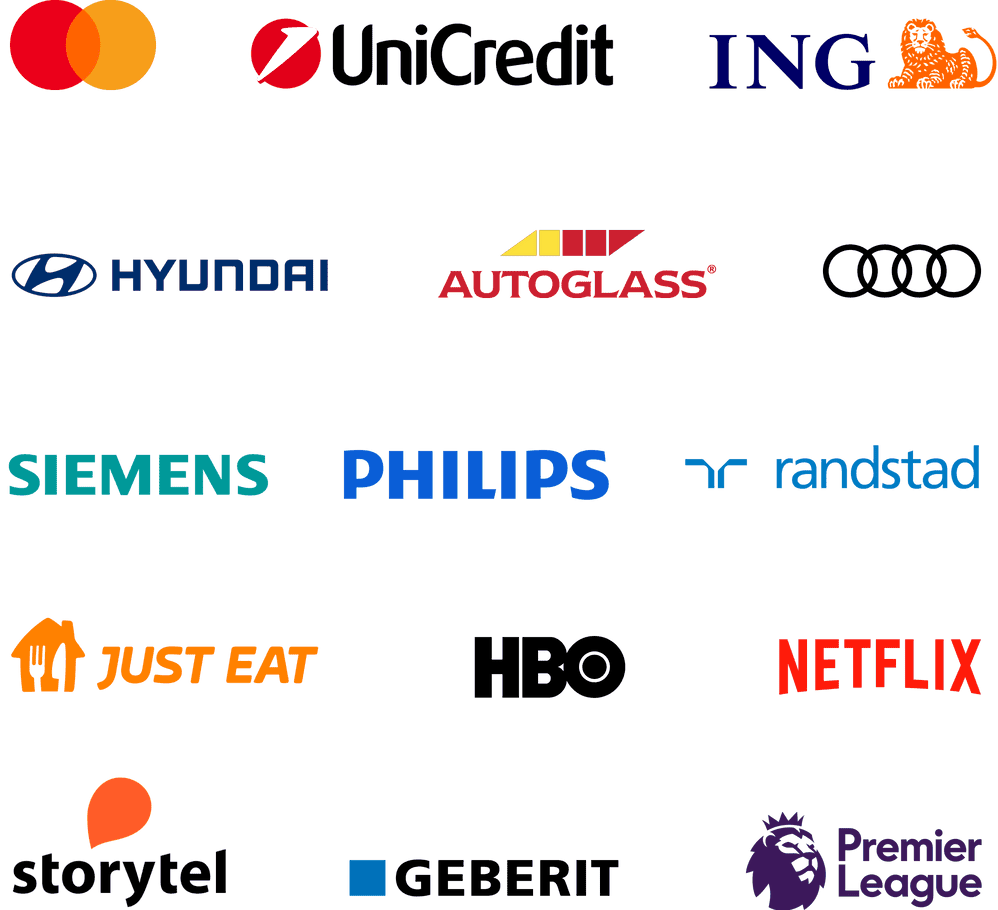 UniCredit
ING
HYUNDAI
AUTOGLASS®
SIEMENS
PHILIPS
randstad
JUST EAT
HBO
NETFLIX
storytel
GEBERIT
Premier
League